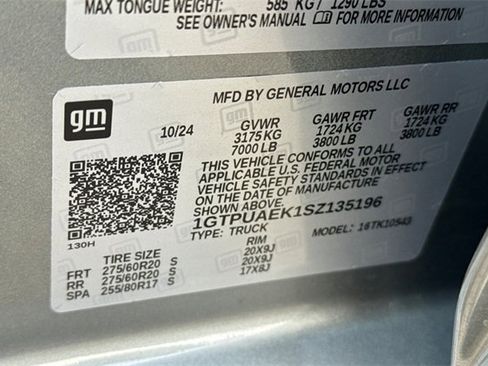 MAX TONGUE WEIGHT: 585 KG / 1290 LBS
SEE OWNER'S MANUAL FOR MORE INFORMATION
gm
MFD BY GENERAL MOTORS LLC
10/24 GVWR GAWR FRT GAWR RR
3175 KG 1724 KG 1724 KG
7000 LB 3800 LB 3800 LB
THIS VEHICLE CONFORMS TO ALL
APPLICABLE U.S. FEDERAL MOTOR
VEHICLE SAFETY STANDARDS IN
EFFECT ON THE DATE OF
MANUFACTURE SHOWN ABOVE.
1GTPUAEK1SZ135196
TYPE: TRUCK MODEL: 16TK10543
130H
TIRE SIZE RIM
FRT 275/60R20 S 20X9J
RR 275/60R20 S 20X9J
SPA 255/80R17 S 17X8J